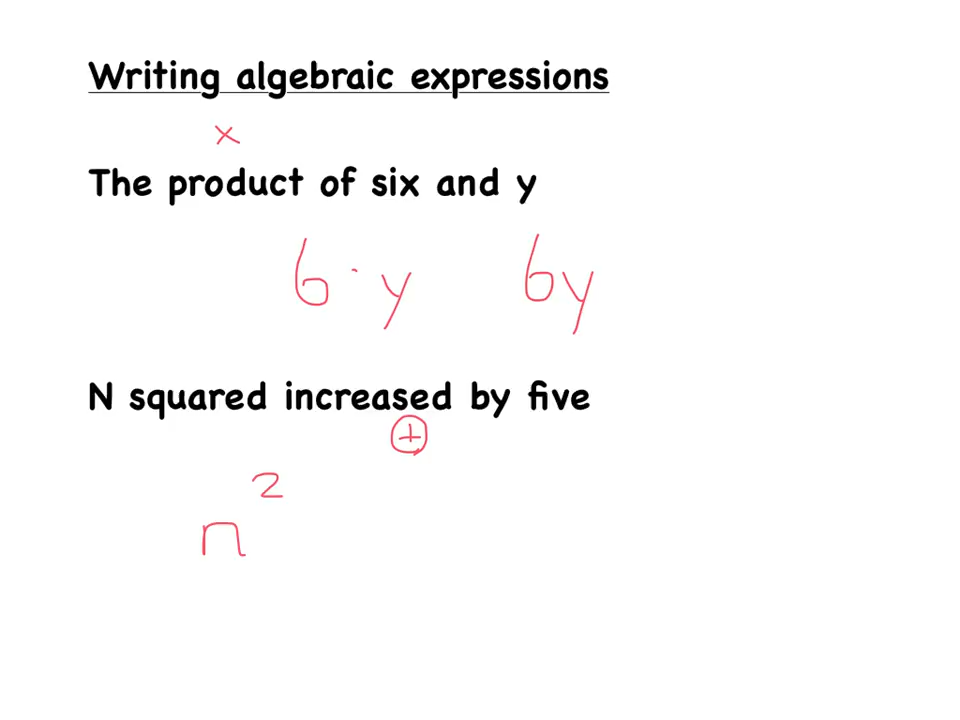 Writing algebraic expressions
x
The product of six and y
6 · y 6y
N squared increased by five
+
n²